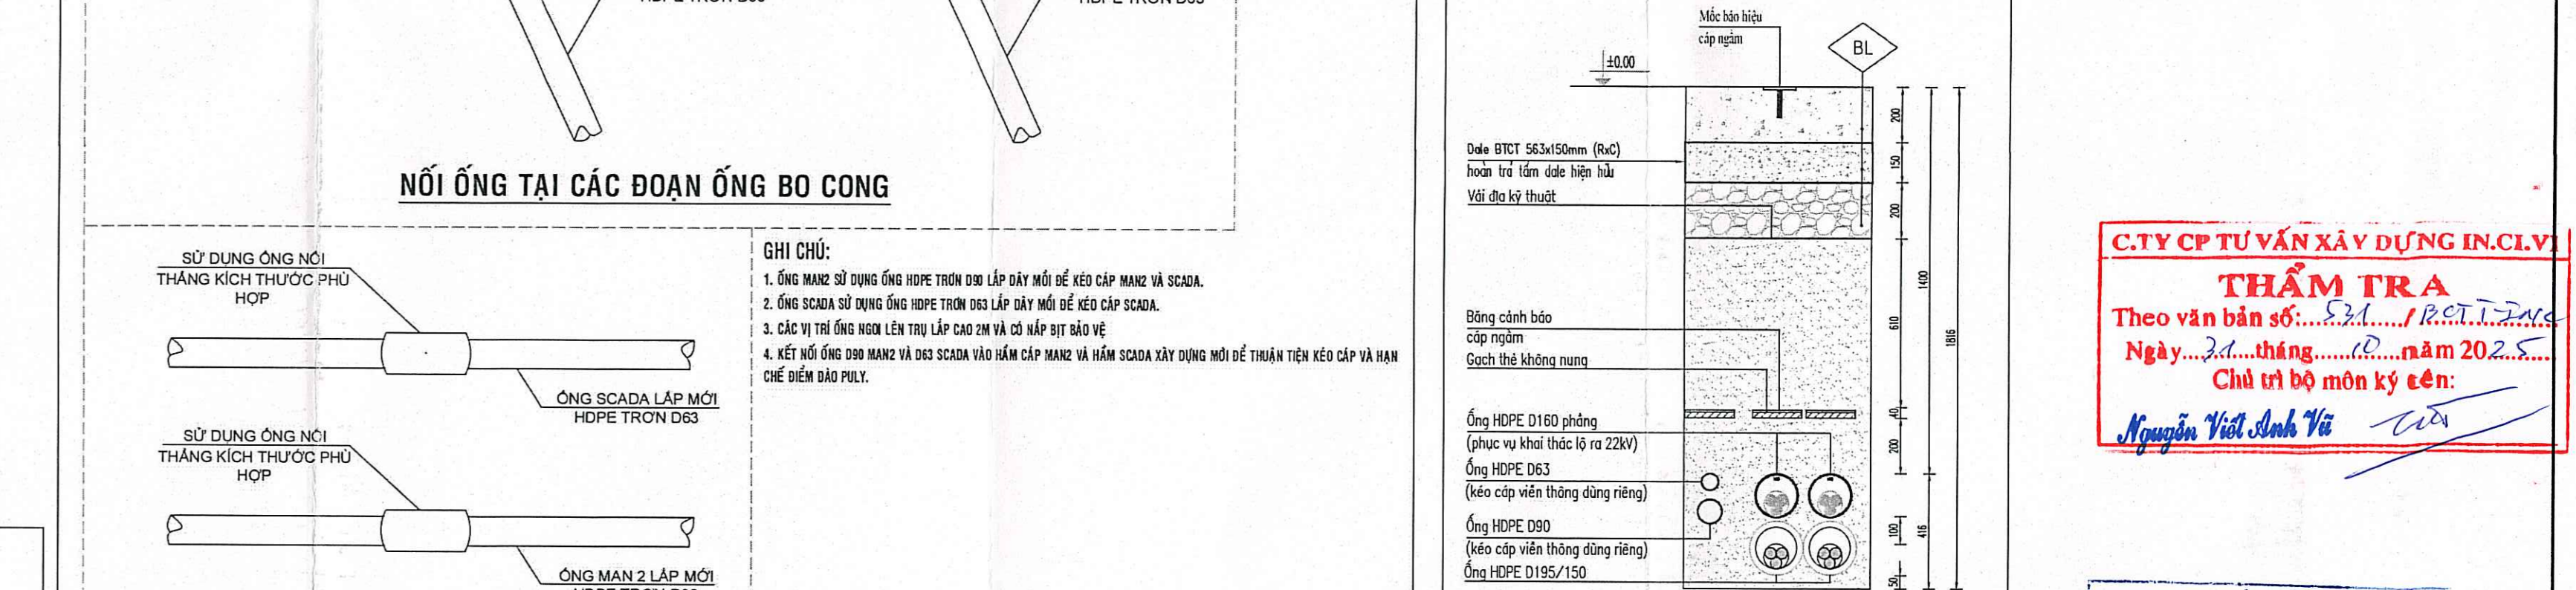 NỐI ỐNG TẠI CÁC ĐOẠN ỐNG BO CONG
SỬ DỤNG ỐNG NỐI
THẲNG KÍCH THƯỚC PHÙ
HỢP
ỐNG SCADA LẮP MỚI
HDPE TRƠN D63
SỬ DỤNG ỐNG NỐI
THẲNG KÍCH THƯỚC PHÙ
HỢP
ỐNG MAN 2 LẮP MỚI
GHI CHÚ:
1. ỐNG MAN2 SỬ DỤNG ỐNG HDPE TRƠN D90 LẮP DÂY MỒI ĐỂ KÉO CÁP MAN2 VÀ SCADA.
2. ỐNG SCADA SỬ DỤNG ỐNG HDPE TRƠN D63 LẮP DÂY MỒI ĐỂ KÉO CÁP SCADA.
3. CÁC VỊ TRÍ ỐNG NGOI LÊN TRỤ LẮP CAO 2M VÀ CÓ NẮP BỊT BẢO VỆ
4. KẾT NỐI ỐNG D90 MAN2 VÀ D63 SCADA VÀO HẦM CÁP MAN2 VÀ HẦM SCADA XÂY DỰNG MỚI ĐỂ THUẬN TIỆN KÉO CÁP VÀ HẠN
CHẾ ĐIỂM ĐÀO PULY.
Mốc báo hiệu
cáp ngầm
BL
±0.00
Dale BTCT 563x150mm (RxC)
hoàn trả tấm dale hiện hữu
Vải địa kỹ thuật
Băng cảnh báo
cáp ngầm
Gạch thẻ không nung
Ống HDPE D160 phẳng
(phục vụ khai thác lộ ra 22kV)
Ống HDPE D63
(kéo cáp viễn thông dùng riêng)
Ống HDPE D90
(kéo cáp viễn thông dùng riêng)
Ống HDPE D195/150
200
150
200
610
40
200
100
50
1400
416
1816
C.TY CP TƯ VẤN XÂY DỰNG IN.CI.VI
THẨM TRA
Theo văn bản số: 531 /
Ngày 31 tháng 10 năm 2025
Chủ trì bộ môn ký tên:
Nguyễn Viết Anh Vũ